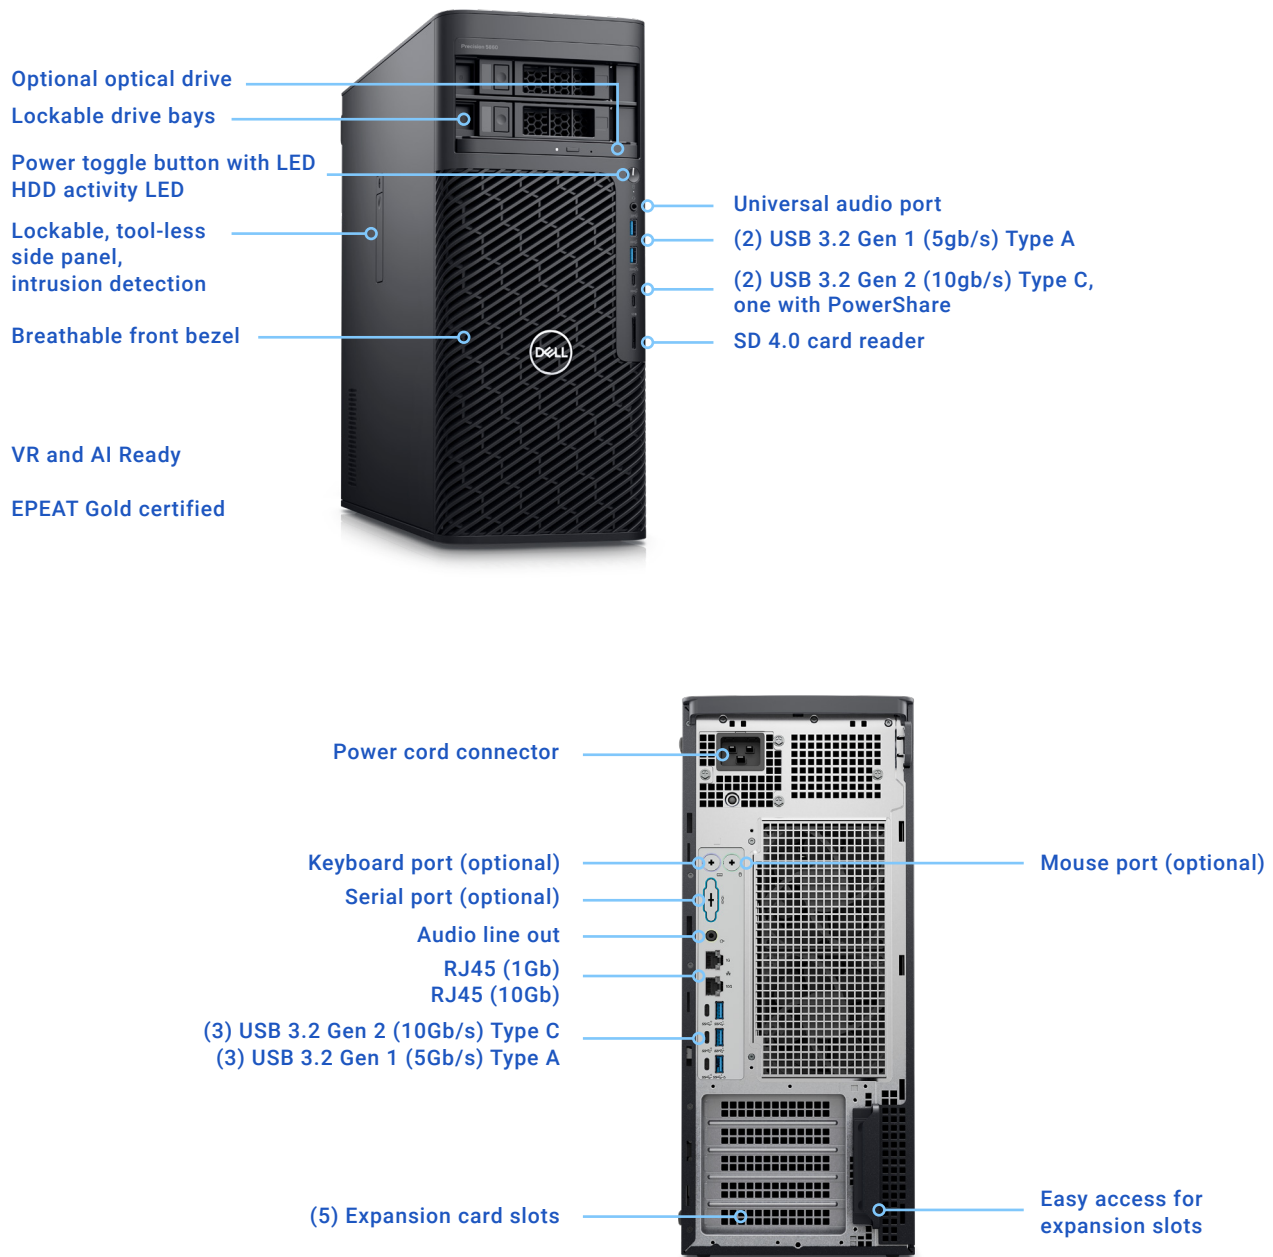 Precision 5860
Optional optical drive
Lockable drive bays
Power toggle button with LED
HDD activity LED
Lockable, tool-less
side panel,
intrusion detection
Breathable front bezel
VR and AI Ready
EPEAT Gold certified
Universal audio port
(2) USB 3.2 Gen 1 (5gb/s) Type A
(2) USB 3.2 Gen 2 (10gb/s) Type C,
one with PowerShare
SD 4.0 card reader
DELL
Power cord connector
Keyboard port (optional)
Serial port (optional)
Audio line out
RJ45 (1Gb)
RJ45 (10Gb)
(3) USB 3.2 Gen 2 (10Gb/s) Type C
(3) USB 3.2 Gen 1 (5Gb/s) Type A
(5) Expansion card slots
Mouse port (optional)
Easy access for
expansion slots